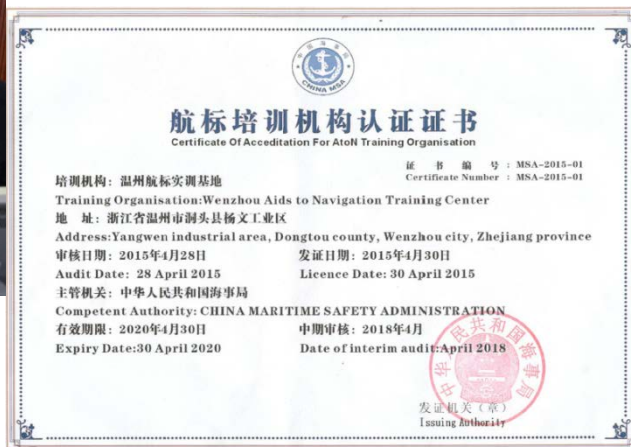 中国海事局
CHINA MSA
航标培训机构认证证书
Certificate Of Acceditation For AtoN Training Organisation
证 书 编 号 : MSA-2015-01
Certificate Number : MSA-2015-01
培训机构: 温州航标实训基地
Training Organisation:Wenzhou Aids to Navigation Training Center
地 址: 浙江省温州市洞头县杨文工业区
Address:Yangwen industrial area, Dongtou county, Wenzhou city, Zhejiang province
审核日期: 2015年4月28日 发证日期: 2015年4月30日
Audit Date: 28 April 2015 Licence Date: 30 April 2015
主管机关: 中华人民共和国海事局
Competent Authority: CHINA MARITIME SAFETY ADMINISTRATION
有效期限: 2020年4月30日 中期审核: 2018年4月
Expiry Date:30 April 2020 Date of interim audit:April 2018
中华人民共和国海事局
发证机关(章)
Issuing Authority